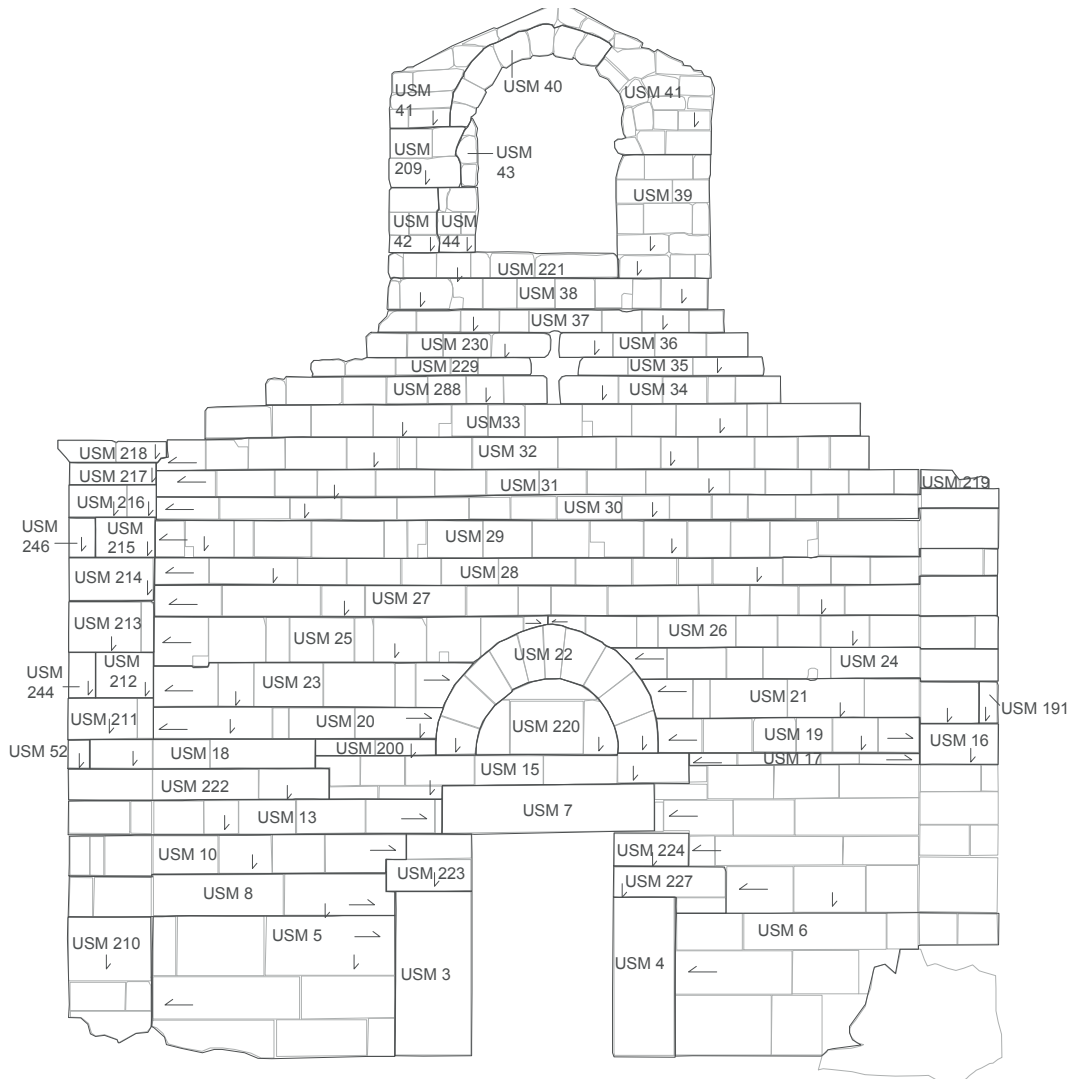 USM 40
USM
41
USM 41
USM
209
USM
43
USM 39
USM
42
USM
44
USM 221
USM 38
USM 37
USM 230
USM 36
USM 229
USM 35
USM 288
USM 34
USM33
USM 218
USM 32
USM 217
USM 31
USM 219
USM 216
USM 30
USM
246
USM
215
USM 29
USM 214
USM 28
USM 27
USM 213
USM 25
USM 26
USM 22
USM
244
USM
212
USM 23
USM 24
USM 21
USM 191
USM 211
USM 20
USM 220
USM 19
USM 16
USM 52
USM 18
USM 200
USM 17
USM 15
USM 222
USM 13
USM 7
USM 10
USM 224
USM 223
USM 227
USM 8
USM 210
USM 5
USM 6
USM 3
USM 4